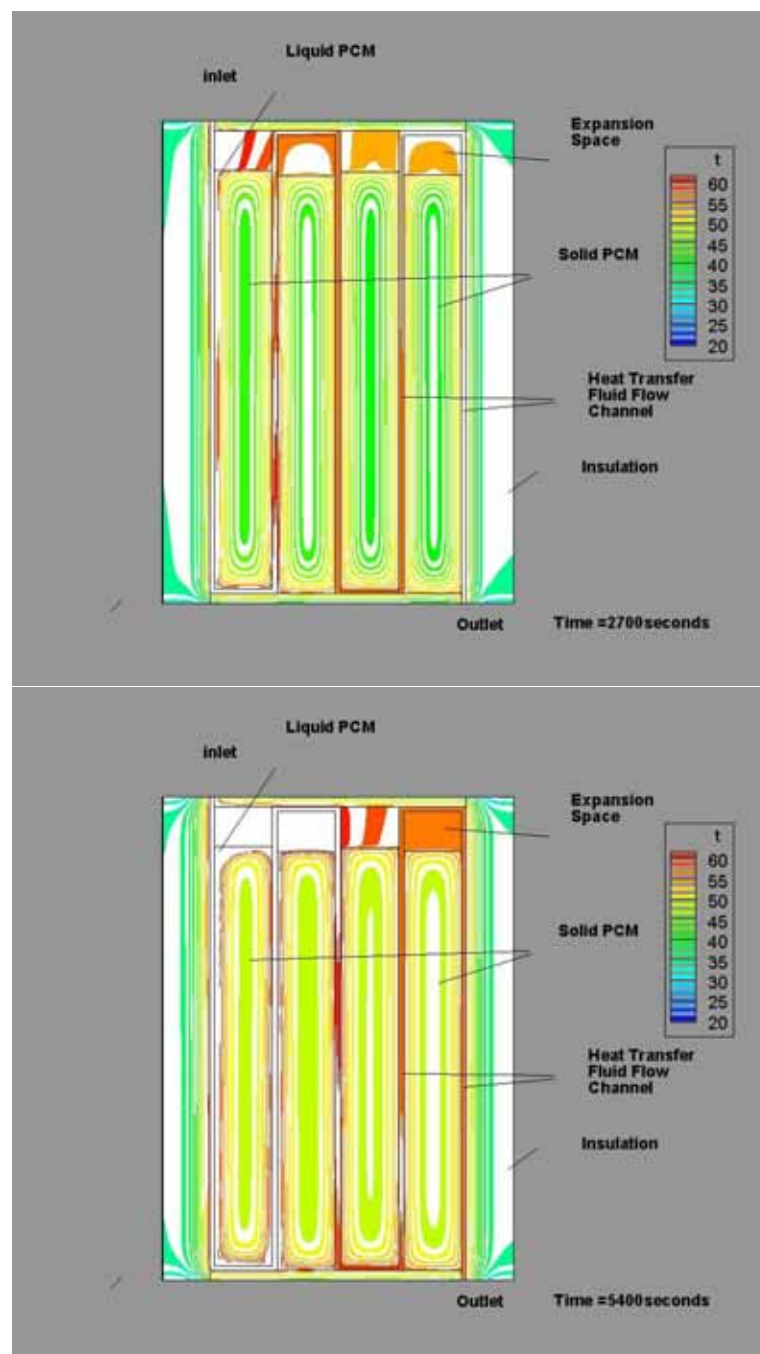 Liquid PCM
inlet
Expansion
Space
t
60
55
50
45
40
35
30
25
20
Solid PCM
Heat Transfer
Fluid Flow
Channel
Insulation
Outlet
Time =2700seconds
Liquid PCM
inlet
Expansion
Space
t
60
55
50
45
40
35
30
25
20
Solid PCM
Heat Transfer
Fluid Flow
Channel
Insulation
Outlet
Time =5400seconds